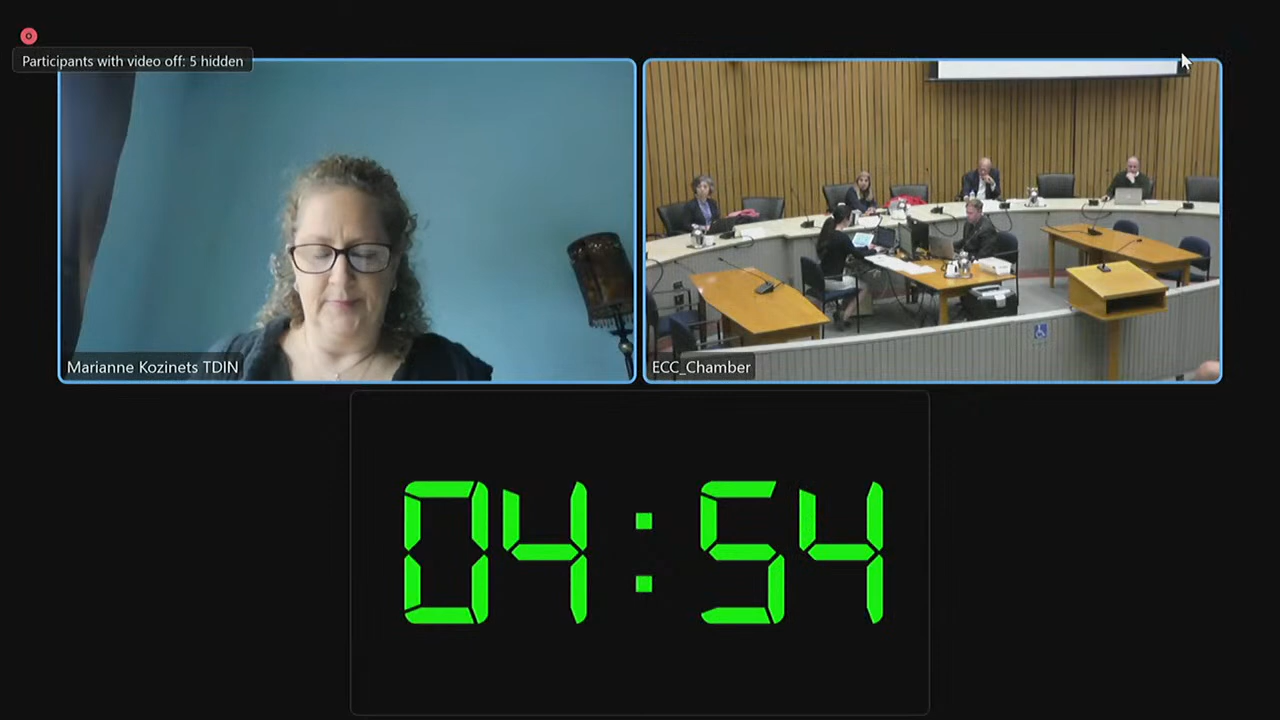 Participants with video off: 5 hidden
Marianne Kozinets TDIN
ECC_Chamber
04:54